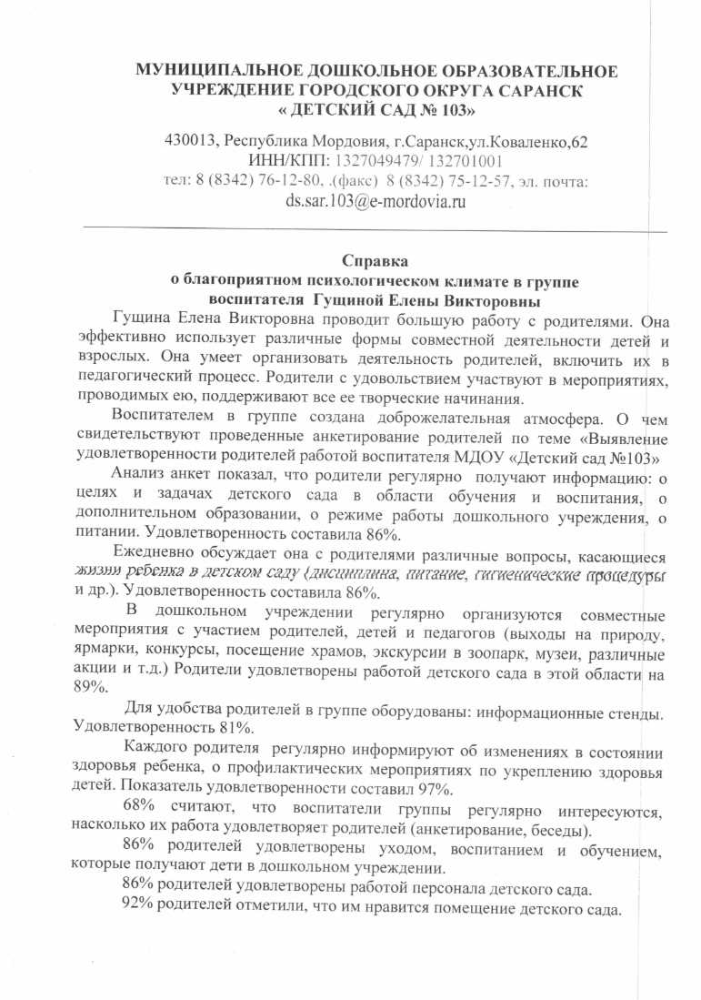 МУНИЦИПАЛЬНОЕ ДОШКОЛЬНОЕ ОБРАЗОВАТЕЛЬНОЕ
УЧРЕЖДЕНИЕ ГОРОДСКОГО ОКРУГА САРАНСК
« ДЕТСКИЙ САД № 103»
430013, Республика Мордовия, г.Саранск,ул.Коваленко,62
ИНН/КПП: 1327049479/ 132701001
тел: 8 (8342) 76-12-80, .(факс)  8 (8342) 75-12-57, эл. почта:
ds.sar.103@e-mordovia.ru
Справка
о благоприятном психологическом климате в группе
воспитателя  Гущиной Елены Викторовны
Гущина Елена Викторовна проводит большую работу с родителями. Она
эффективно использует различные формы совместной деятельности детей и
взрослых. Она умеет организовать деятельность родителей, включить их в
педагогический процесс. Родители с удовольствием участвуют в мероприятиях,
проводимых ею, поддерживают все ее творческие начинания.
Воспитателем в группе создана доброжелательная атмосфера. О чем
свидетельствуют проведенные анкетирование родителей по теме «Выявление
удовлетворенности родителей работой воспитателя МДОУ «Детский сад №103»
Анализ анкет показал, что родители регулярно  получают информацию: о
целях и задачах детского сада в области обучения и воспитания, о
дополнительном образовании, о режиме работы дошкольного учреждения, о
питании. Удовлетворенность составила 86%.
Ежедневно обсуждает она с родителями различные вопросы, касающиеся
жизни ребенка в детском саду (дисциплина, питание, гигиенические процедуры
и др.). Удовлетворенность составила 86%.
В дошкольном учреждении регулярно организуются совместные
мероприятия с участием родителей, детей и педагогов (выходы на природу,
ярмарки, конкурсы, посещение храмов, экскурсии в зоопарк, музеи, различные
акции и т.д.) Родители удовлетворены работой детского сада в этой области на
89%.
Для удобства родителей в группе оборудованы: информационные стенды.
Удовлетворенность 81%.
Каждого родителя  регулярно информируют об изменениях в состоянии
здоровья ребенка, о профилактических мероприятиях по укреплению здоровья
детей. Показатель удовлетворенности составил 97%.
68% считают, что воспитатели группы регулярно интересуются,
насколько их работа удовлетворяет родителей (анкетирование, беседы).
86% родителей удовлетворены уходом, воспитанием и обучением,
которые получают дети в дошкольном учреждении.
86% родителей удовлетворены работой персонала детского сада.
92% родителей отметили, что им нравится помещение детского сада.